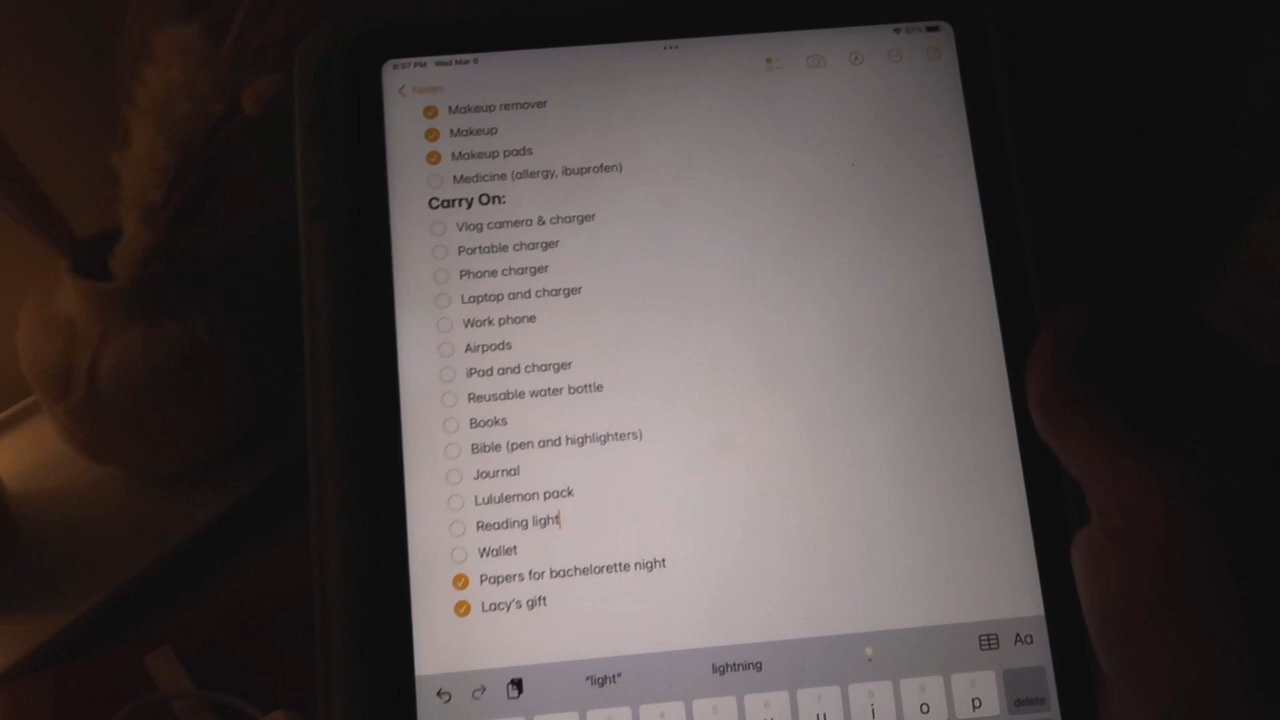 8:37 PM Wed Mar 8
Notes
Makeup remover
Makeup
Makeup pads
Medicine (allergy, ibuprofen)
Carry On:
Vlog camera & charger
Portable charger
Phone charger
Laptop and charger
Work phone
Airpods
iPad and charger
Reusable water bottle
Books
Bible (pen and highlighters)
Journal
Lululemon pack
Reading light
Wallet
Papers for bachelorette night
Lacy's gift
"light" lightning Aa
u i o p delete